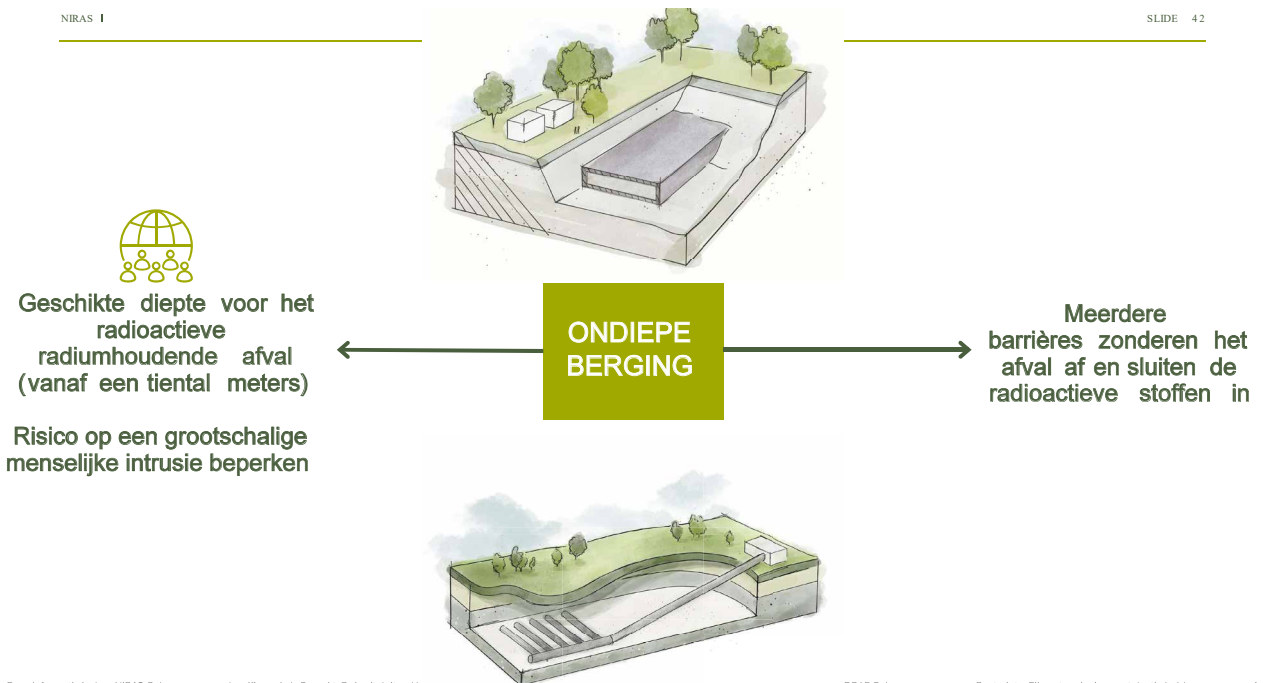 NIRAS
SLIDE 42
Geschikte diepte voor het
radioactieve
radiumhoudende afval
(vanaf een tiental meters)
Risico op een grootschalige
menselijke intrusie beperken
ONDIEPE
BERGING
Meerdere
barrières zonderen het
afval af en sluiten de
radioactieve stoffen in